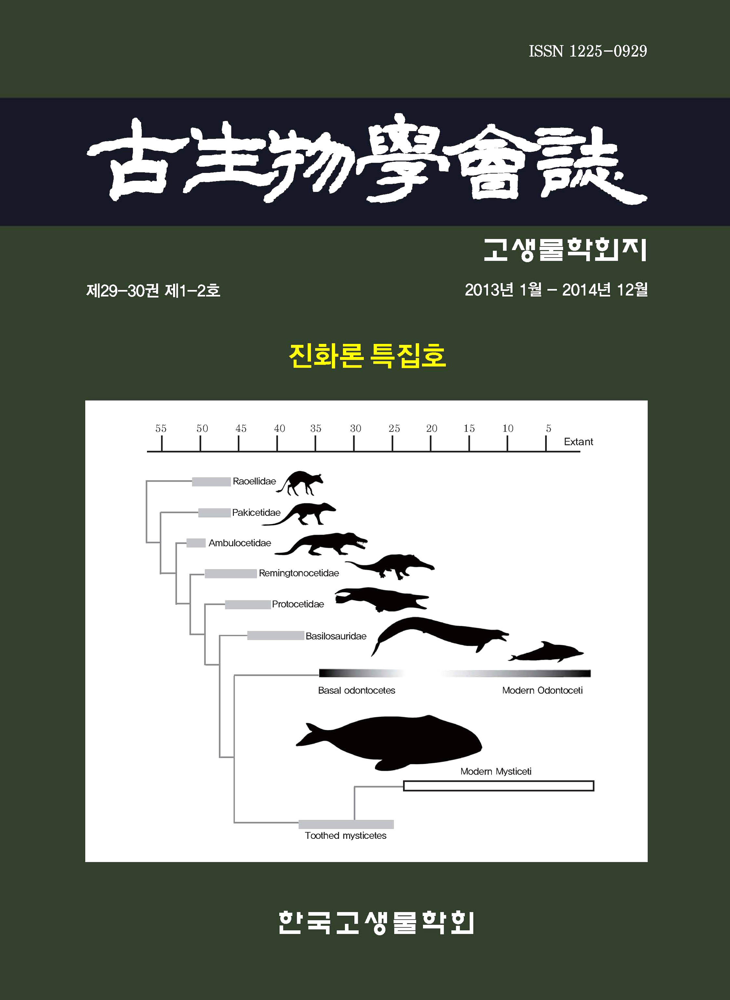 ISSN 1225-0929
古生物學會誌
고생물학회지
제29-30권 제1-2호
2013년 1월 - 2014년 12월
진화론 특집호
55 50 45 40 35 30 25 20 15 10 5
Extant
Raoellidae
Pakicetidae
Ambulocetidae
Remingtonocetidae
Protocetidae
Basilosauridae
Basal odontocetes
Modern Odontoceti
Modern Mysticeti
Toothed mysticetes
한국고생물학회